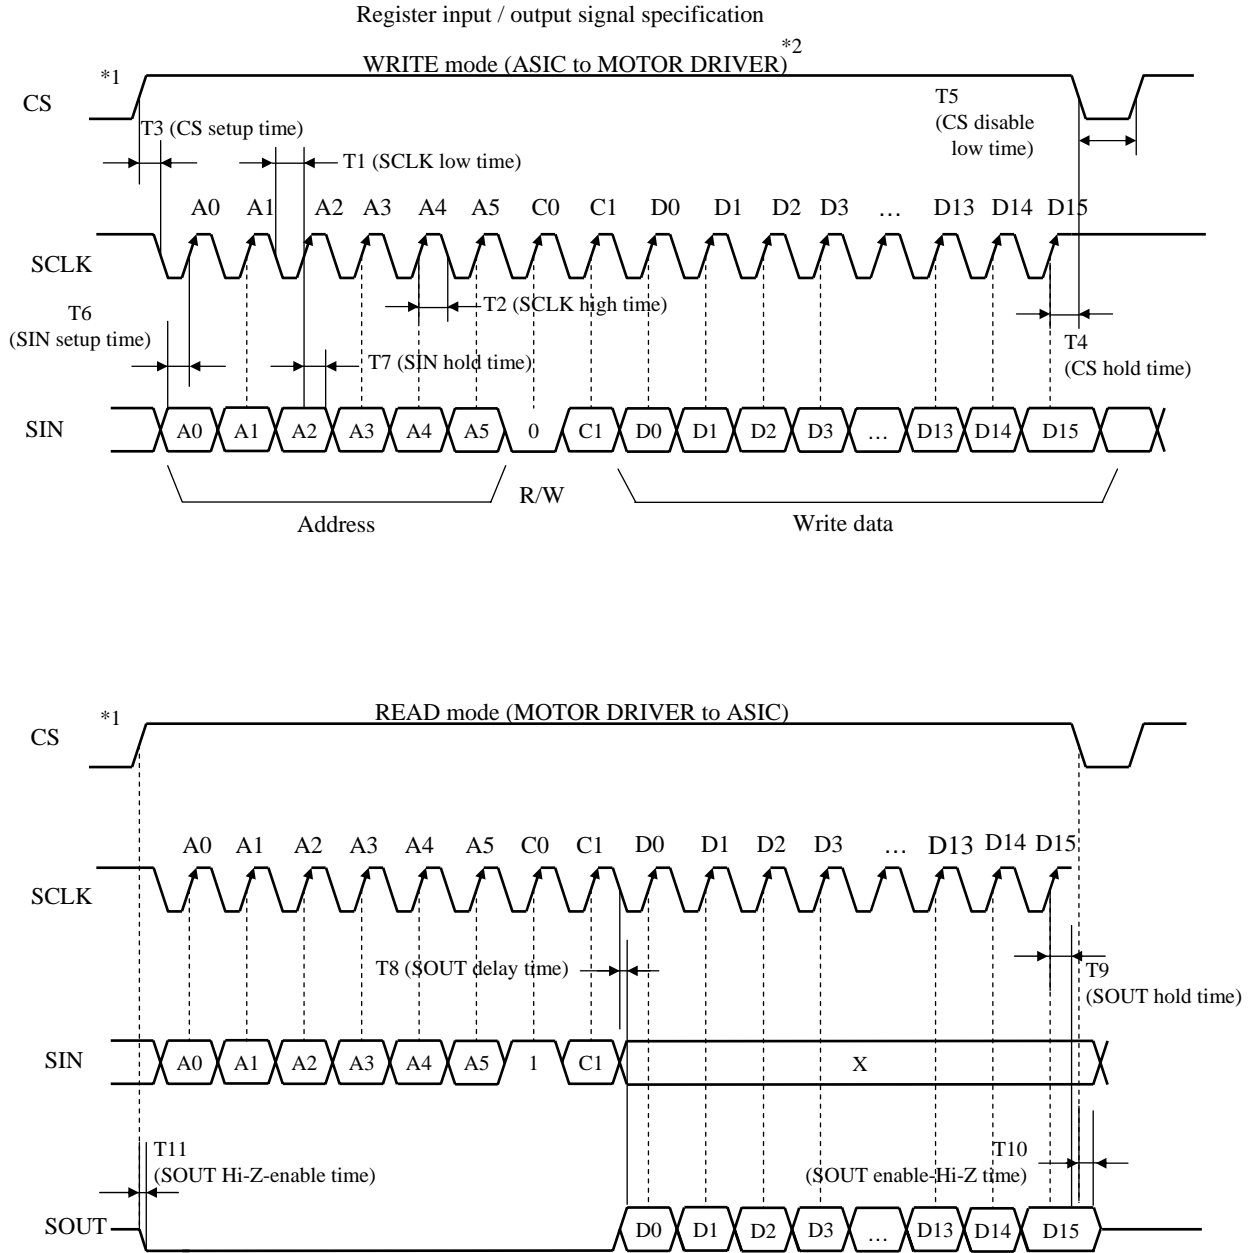 Register input / output signal specification
WRITE mode (ASIC to MOTOR DRIVER)*2
*1
CS
T3 (CS setup time)
T1 (SCLK low time)
T5
(CS disable
low time)
A0 A1 A2 A3 A4 A5 C0 C1 D0 D1 D2 D3 … D13 D14 D15
SCLK
T2 (SCLK high time)
T6
(SIN setup time)
T7 (SIN hold time)
T4
(CS hold time)
SIN
A0 A1 A2 A3 A4 A5 0 C1 D0 D1 D2 D3 … D13 D14 D15
R/W
Address
Write data
READ mode (MOTOR DRIVER to ASIC)
*1
CS
A0 A1 A2 A3 A4 A5 C0 C1 D0 D1 D2 D3 … D13 D14 D15
SCLK
T8 (SOUT delay time)
T9
(SOUT hold time)
SIN
A0 A1 A2 A3 A4 A5 1 C1 X
T11
(SOUT Hi-Z-enable time)
T10
(SOUT enable-Hi-Z time)
SOUT
D0 D1 D2 D3 … D13 D14 D15